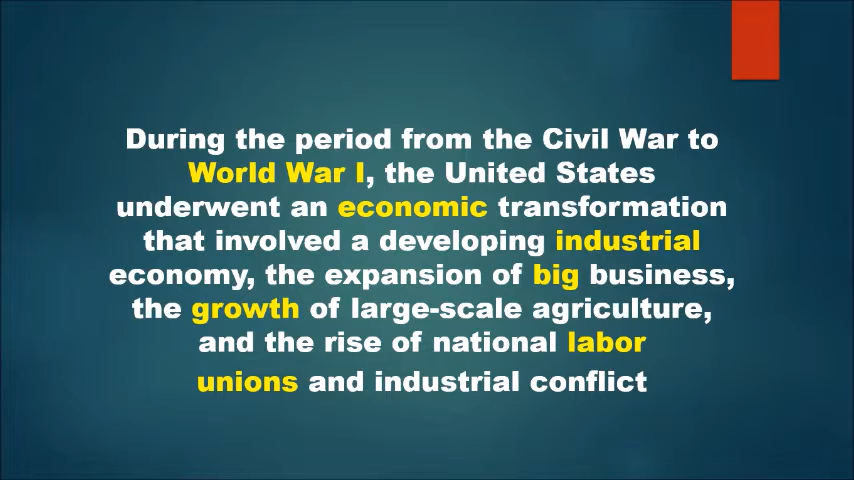 During the period from the Civil War to
World War I, the United States
underwent an economic transformation
that involved a developing industrial
economy, the expansion of big business,
the growth of large-scale agriculture,
and the rise of national labor
unions and industrial conflict